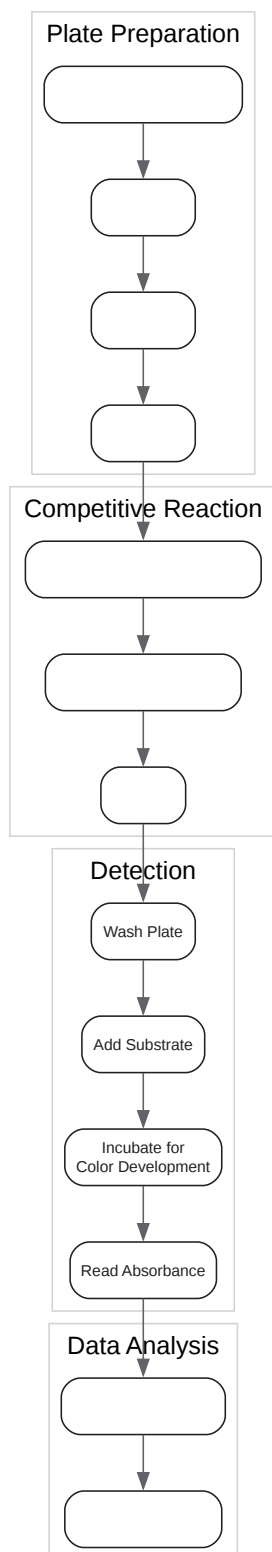 Plate Preparation
Competitive Reaction
Detection
Wash Plate
Add Substrate
Incubate for
Color Development
Read Absorbance
Data Analysis